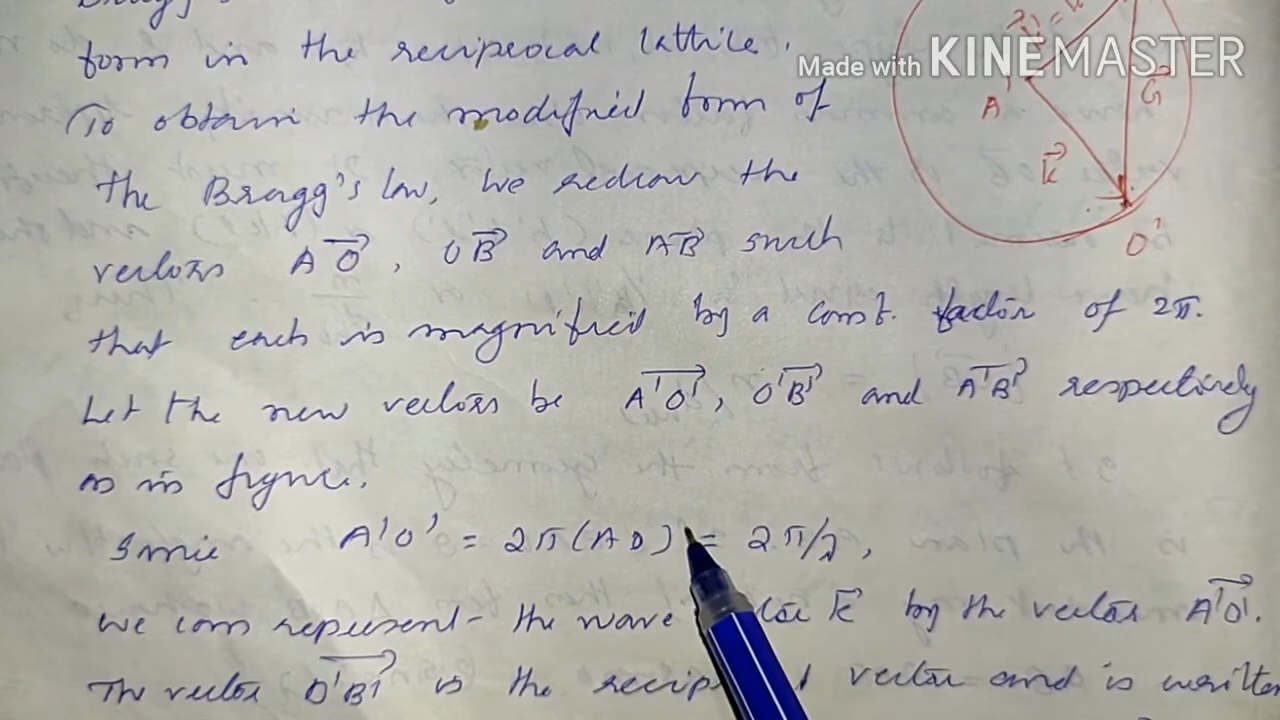 Bragg's
form in the reciprocal lattice.
Made with KINEMASTER
A'
G
k
O'
To obtain the modified form of
the Bragg's law, we redraw the
vectors AO, OB and AB such
that each is magnified by a const. factor of 2π.
Let the new vectors be A'O', O'B' and A'B' respectively
as in figure.
Since A'O' = 2π(AO) = 2π/λ,
we can represent the wave k by the vector A'O'.
The vector O'B' is the vector and is written